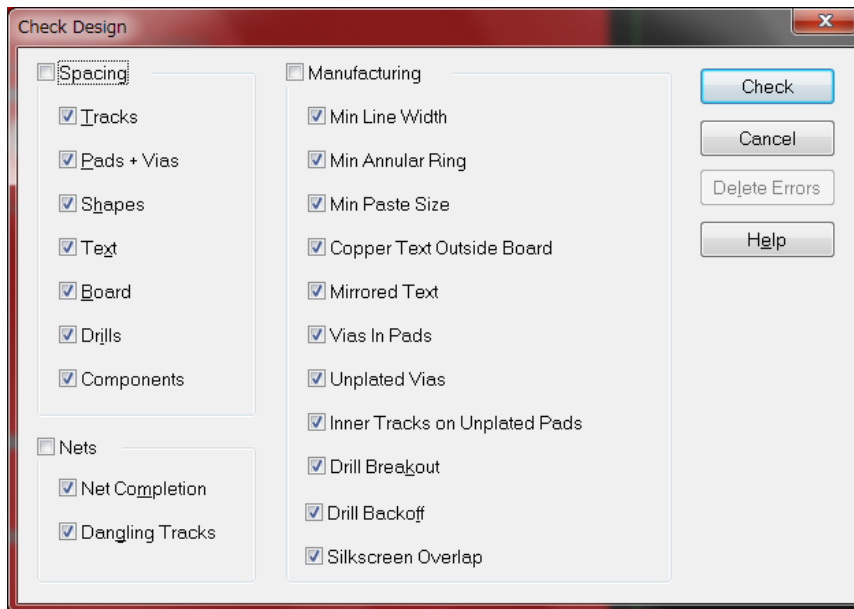 Check Design
Spacing
Tracks
Pads + Vias
Shapes
Text
Board
Drills
Components
Nets
Net Completion
Dangling Tracks
Manufacturing
Min Line Width
Min Annular Ring
Min Paste Size
Copper Text Outside Board
Mirrored Text
Vias In Pads
Unplated Vias
Inner Tracks on Unplated Pads
Drill Breakout
Drill Backoff
Silkscreen Overlap
Check
Cancel
Delete Errors
Help